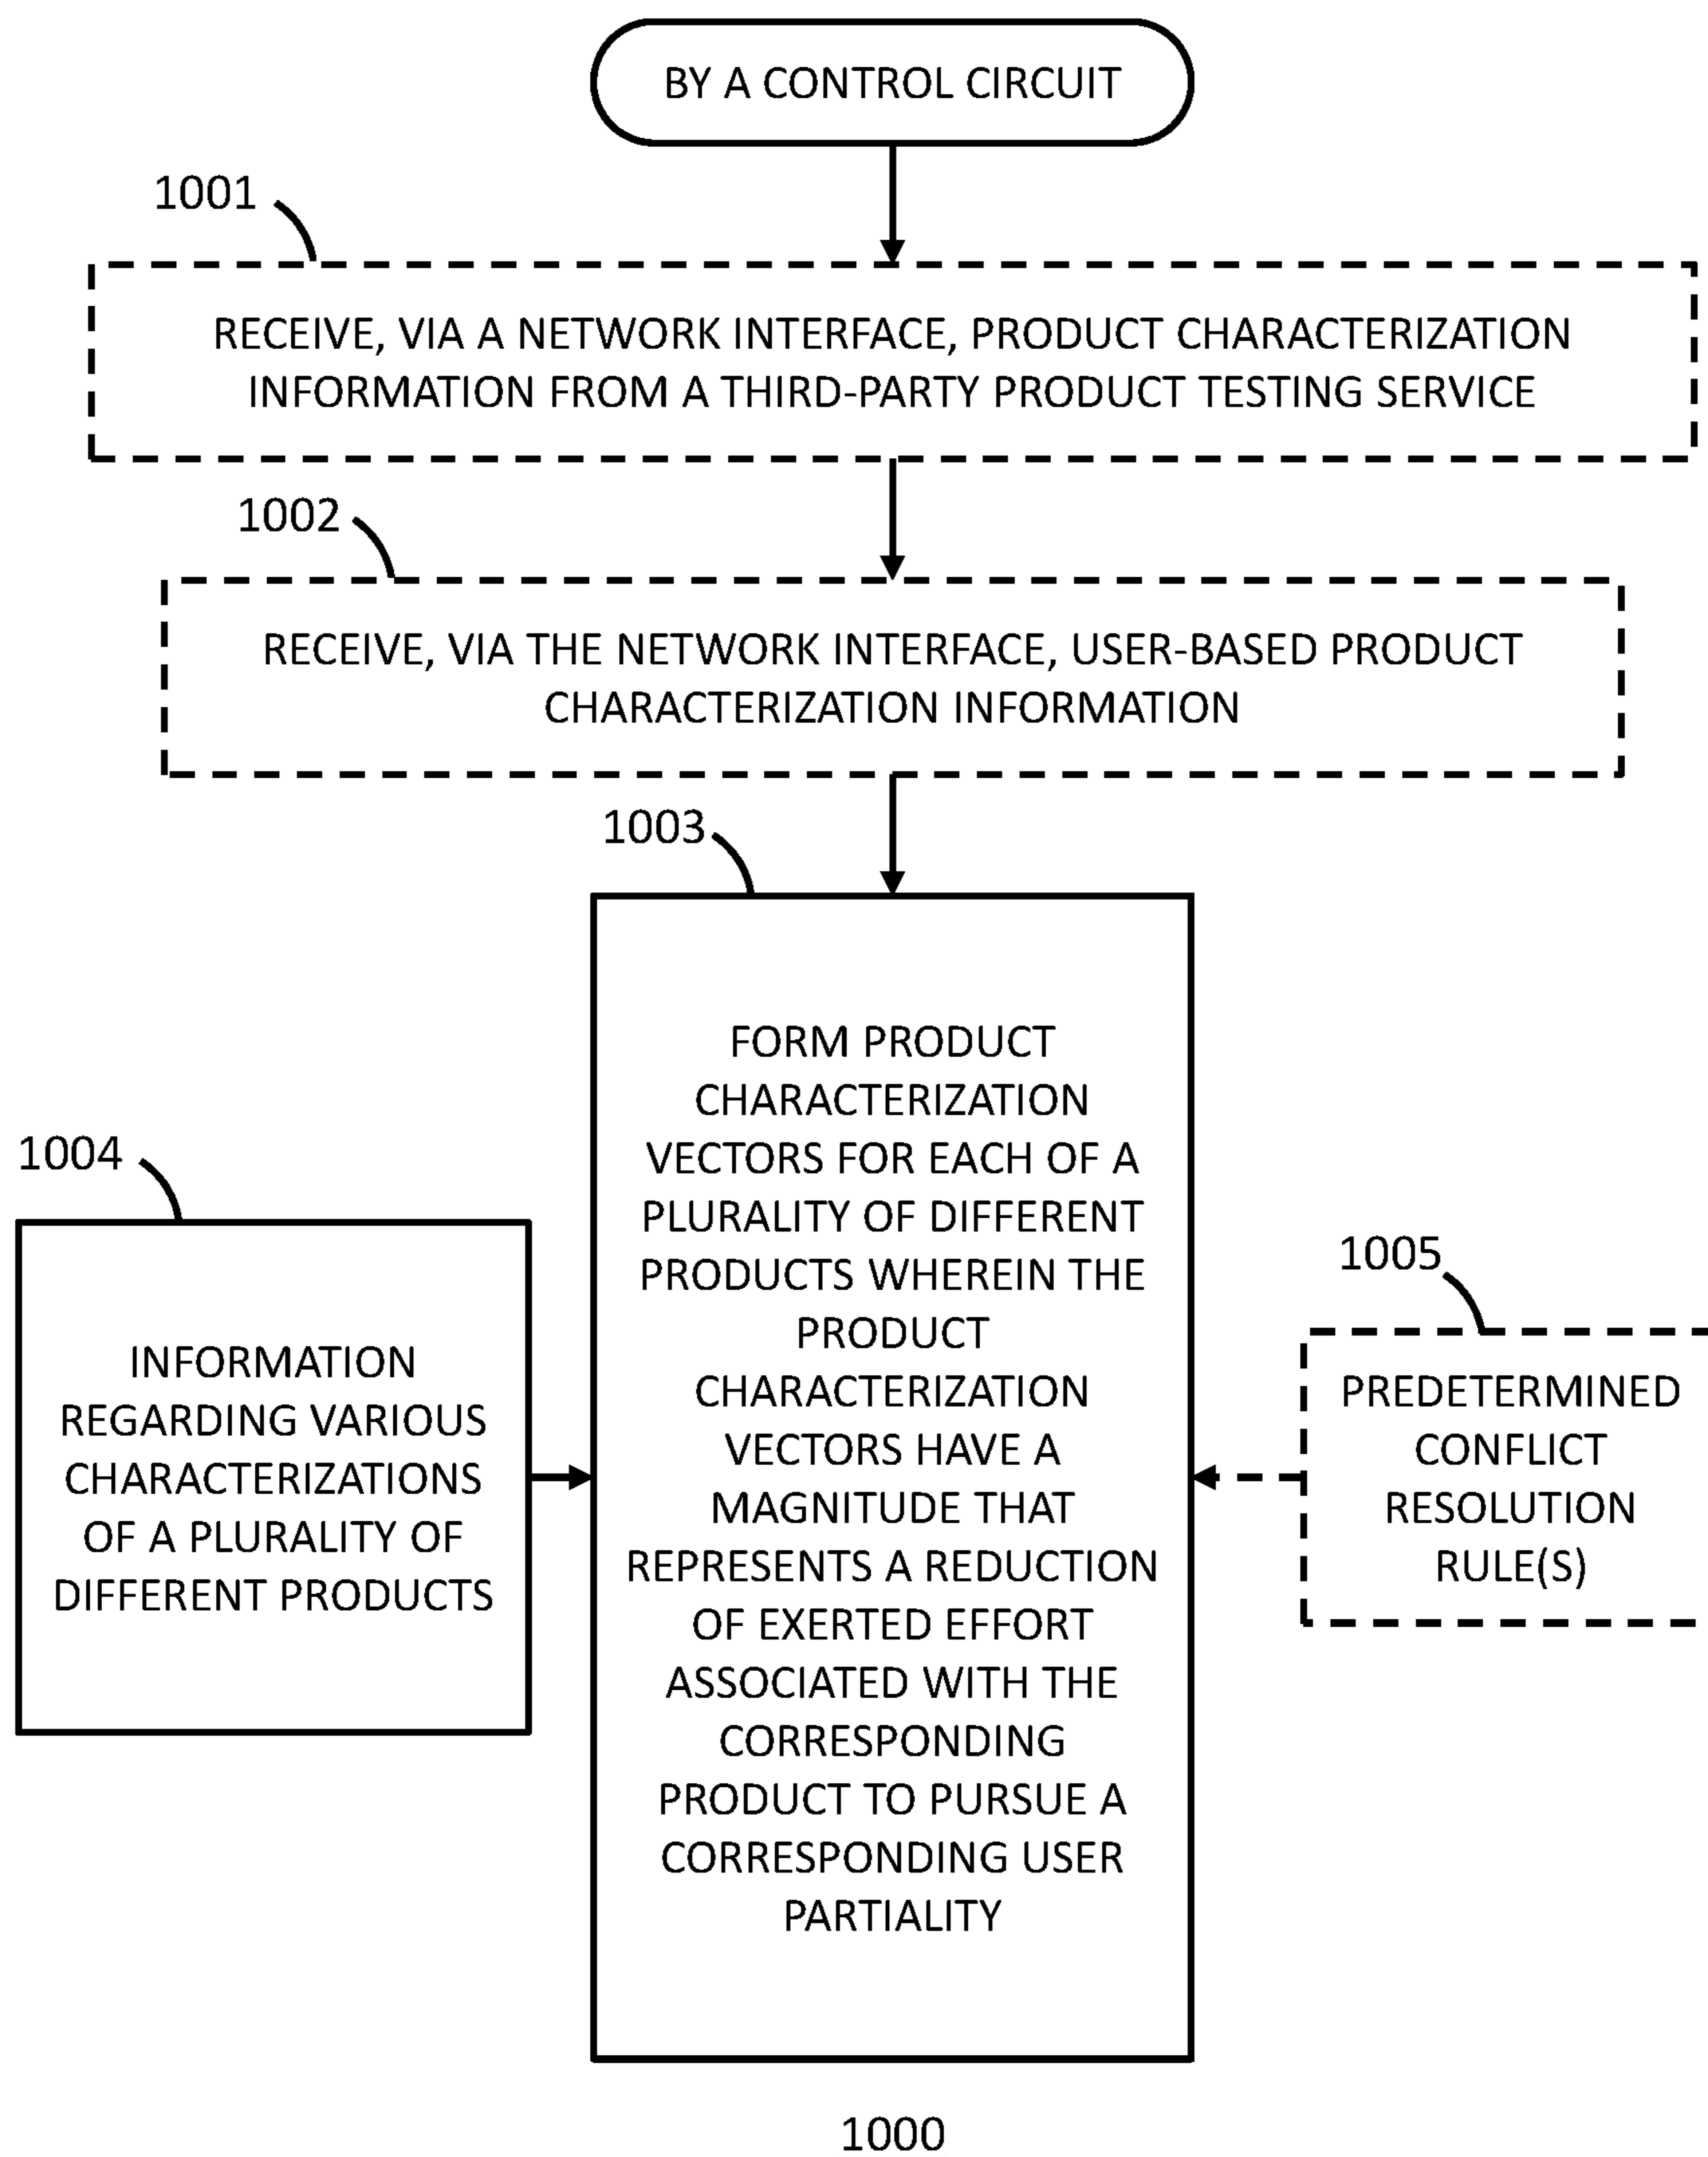 BY A CONTROL CIRCUIT
1001
RECEIVE, VIA A NETWORK INTERFACE, PRODUCT CHARACTERIZATION
INFORMATION FROM A THIRD-PARTY PRODUCT TESTING SERVICE
1002
RECEIVE, VIA THE NETWORK INTERFACE, USER-BASED PRODUCT
CHARACTERIZATION INFORMATION
1003
FORM PRODUCT
CHARACTERIZATION
VECTORS FOR EACH OF A
PLURALITY OF DIFFERENT
PRODUCTS WHEREIN THE
PRODUCT
CHARACTERIZATION
VECTORS HAVE A
MAGNITUDE THAT
REPRESENTS A REDUCTION
OF EXERTED EFFORT
ASSOCIATED WITH THE
CORRESPONDING
PRODUCT TO PURSUE A
CORRESPONDING USER
PARTIALITY
1004
INFORMATION
REGARDING VARIOUS
CHARACTERIZATIONS
OF A PLURALITY OF
DIFFERENT PRODUCTS
1005
PREDETERMINED
CONFLICT
RESOLUTION
RULE(S)
1000